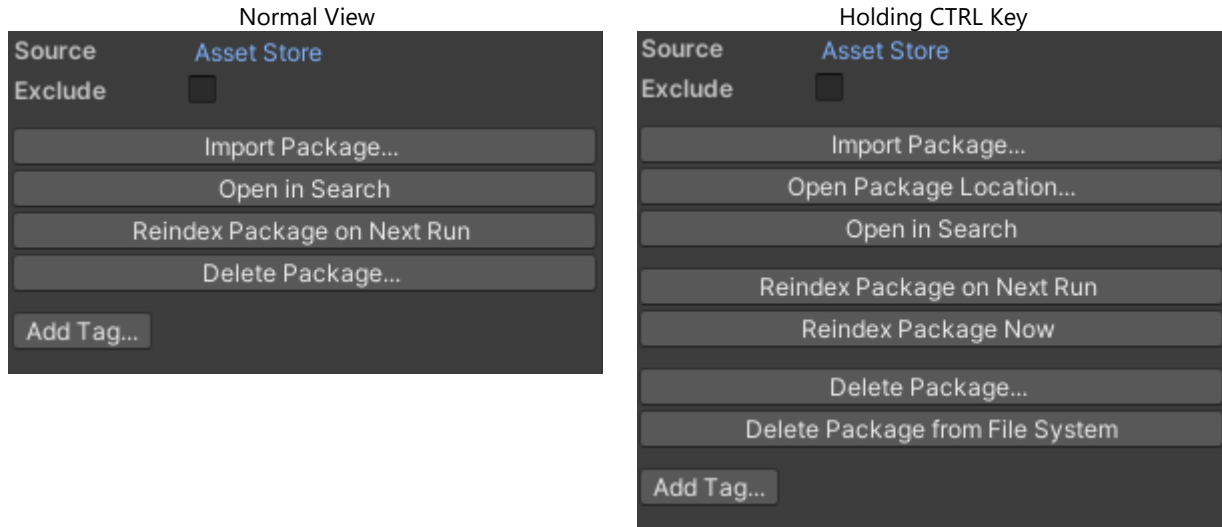 Normal View
Source Asset Store
Exclude
Import Package...
Open in Search
Reindex Package on Next Run
Delete Package...
Add Tag...
Holding CTRL Key
Source Asset Store
Exclude
Import Package...
Open Package Location...
Open in Search
Reindex Package on Next Run
Reindex Package Now
Delete Package...
Delete Package from File System
Add Tag...